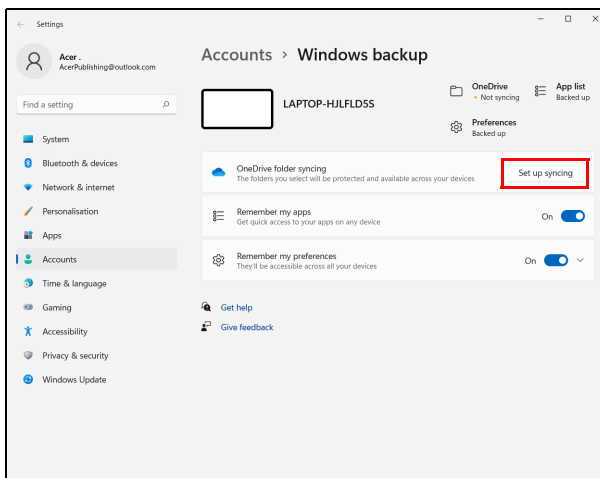 Settings
Acer .
AcerPublishing@outlook.com
Find a setting
System
Bluetooth & devices
Network & internet
Personalisation
Apps
Accounts
Time & language
Gaming
Accessibility
Privacy & security
Windows Update
Accounts > Windows backup
LAPTOP-HJLFLD5S
OneDrive
• Not syncing
App list
Backed up
Preferences
Backed up
OneDrive folder syncing
The folders you select will be protected and available across your devices
Set up syncing
Remember my apps
Get quick access to your apps on any device
On
Remember my preferences
They'll be accessible across all your devices
On
Get help
Give feedback